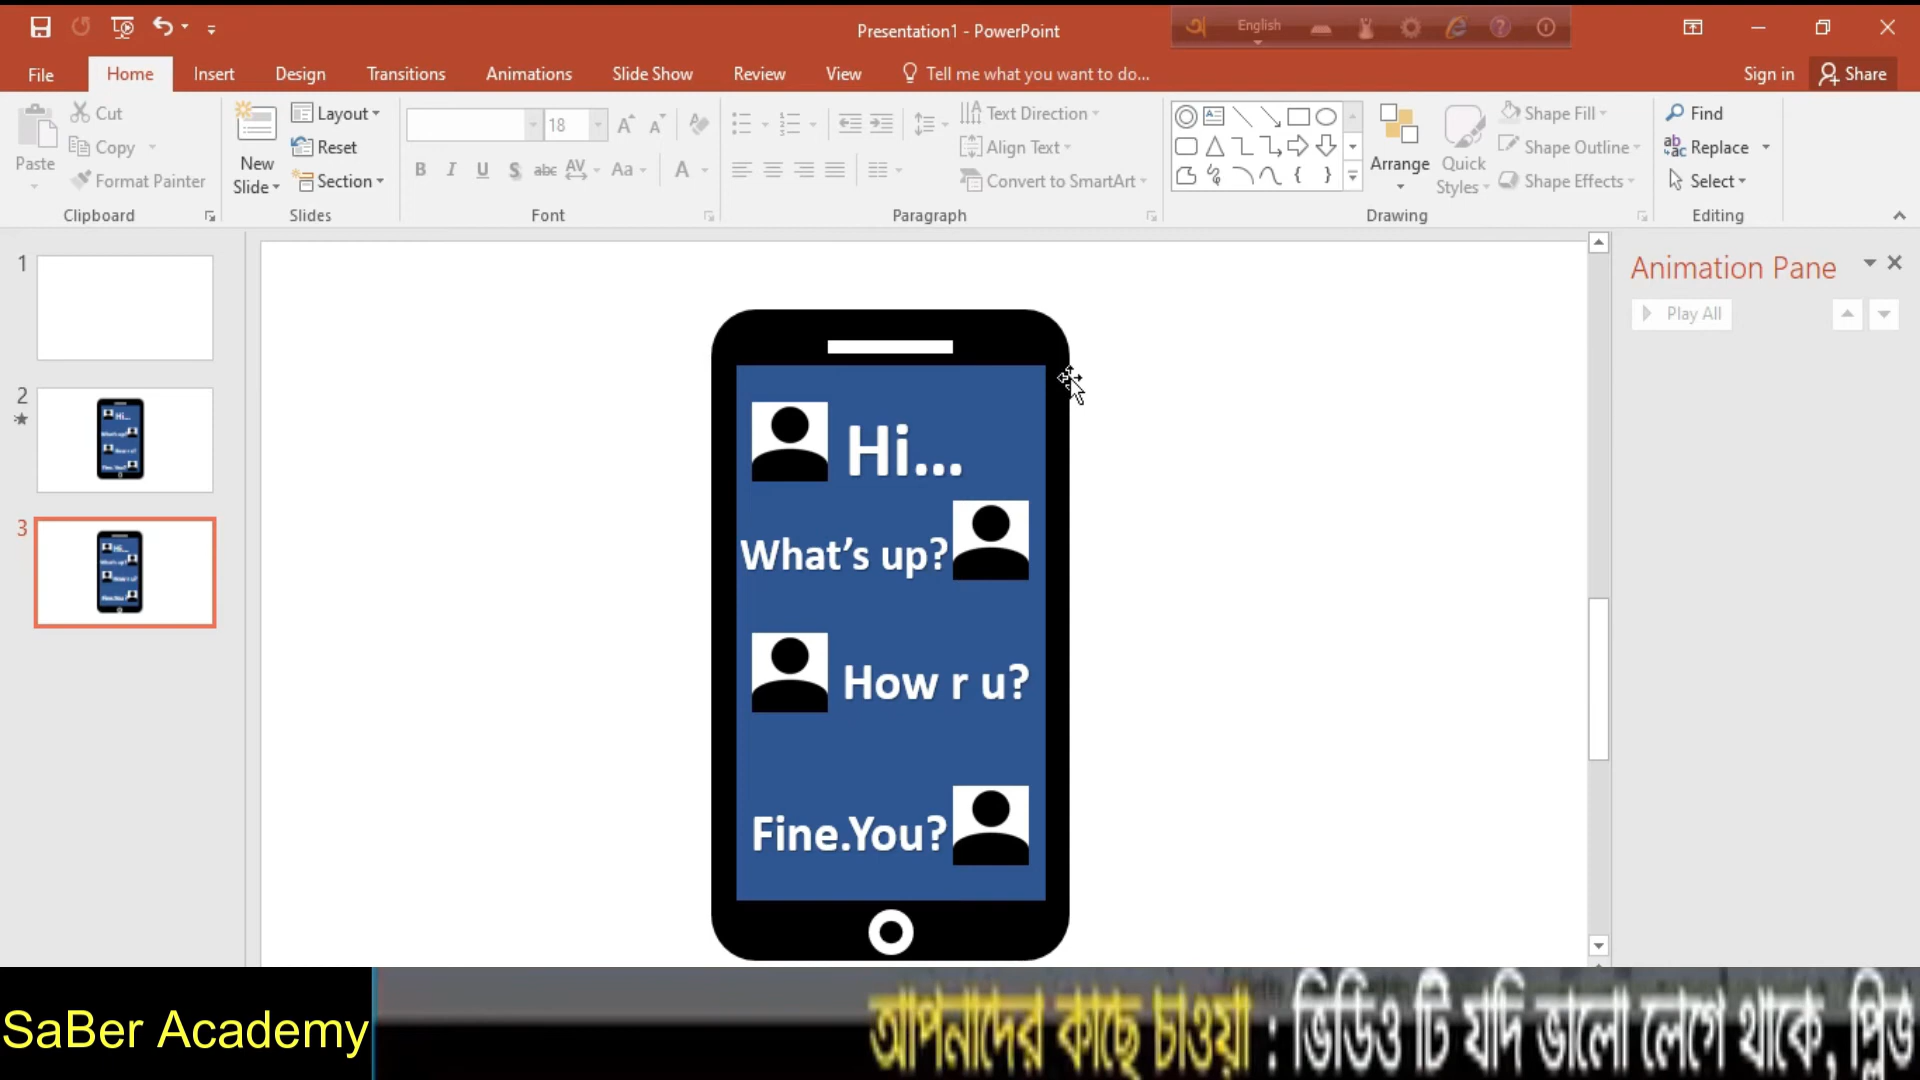 Presentation1 - PowerPoint
English
File Home Insert Design Transitions Animations Slide Show Review View Tell me what you want to do... Sign in Share
Paste
Cut
Copy
Format Painter
Clipboard
New Slide
Layout
Reset
Section
Slides
18
B I U S abc AV Aa A
Font
Text Direction
Align Text
Convert to SmartArt
Paragraph
Arrange
Quick Styles
Shape Fill
Shape Outline
Shape Effects
Drawing
Find
Replace
Select
Editing
1
2
3
Animation Pane
Play All
Hi...
What's up?
How r u?
Fine.You?
SaBer Academy
আপনাদের কাছে চাওয়া : ভিডিও টি যদি ভালো লেগে থাকে,